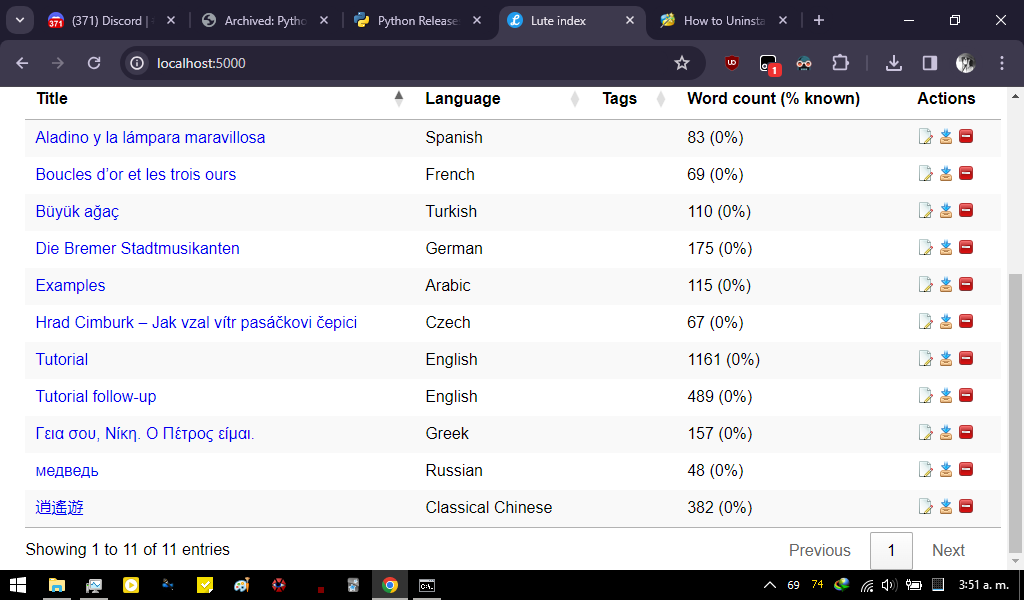 371 (371) Discord |
Archived: Pytho
Python Release
Lute index
How to Uninsta
localhost:5000
1
Title Language Tags Word count (% known) Actions
Aladino y la lámpara maravillosa Spanish 83 (0%)
Boucles d’or et les trois ours French 69 (0%)
Büyük ağaç Turkish 110 (0%)
Die Bremer Stadtmusikanten German 175 (0%)
Examples Arabic 115 (0%)
Hrad Cimburk – Jak vzal vítr pasáčkovi čepici Czech 67 (0%)
Tutorial English 1161 (0%)
Tutorial follow-up English 489 (0%)
Γεια σου, Νίκη. Ο Πέτρος είμαι. Greek 157 (0%)
медведь Russian 48 (0%)
逍遙遊 Classical Chinese 382 (0%)
Showing 1 to 11 of 11 entries Previous 1 Next
69 74 3:51 a. m.